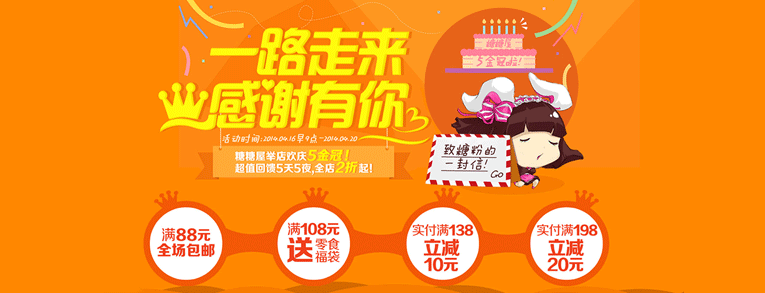 一路走来
感谢有你
活动时间:2014.04.16早9点-2014.04.20
糖糖屋举店欢庆5金冠!
超值回馈5天5夜,全店2折起!
糖糖屋
5金冠啦!
致糖粉的
一封信!
Go
满88元
全场包邮
满108元
送零食福袋
实付满138
立减
10元
实付满198
立减
20元